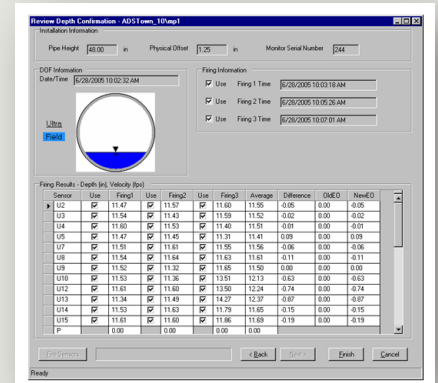 Review Depth Confirmation - ADSTown_10\mp1
Installation Information
Pipe Height 48.00 in Physical Offset 1.25 in Monitor Serial Number 244
DOF Information
Date/Time 6/28/2005 10:02:32 AM
Ultra
Field
Firing Information
Use Firing 1 Time 6/28/2005 10:03:18 AM
Use Firing 2 Time 6/28/2005 10:05:26 AM
Use Firing 3 Time 6/28/2005 10:07:01 AM
Firing Results - Depth (in), Velocity (fps)
Sensor Use Firing1 Use Firing2 Use Firing3 Average Difference OldEO NewEO
U2 11.47 11.57 11.60 11.55 -0.05 0.00 -0.05
U3 11.54 11.43 11.59 11.52 -0.02 0.00 -0.02
U4 11.60 11.53 11.40 11.51 -0.01 0.00 -0.01
U5 11.47 11.45 11.31 11.41 0.09 0.00 0.09
U7 11.51 11.61 11.55 11.56 -0.06 0.00 -0.06
U8 11.54 11.64 11.63 11.61 -0.11 0.00 -0.11
U9 11.52 11.32 11.65 11.50 0.00 0.00 0.00
U10 11.53 11.36 13.51 12.13 -0.63 0.00 -0.63
U12 11.61 11.60 13.50 12.24 -0.74 0.00 -0.74
U13 11.34 11.49 14.27 12.37 -0.87 0.00 -0.87
U14 11.53 11.63 11.79 11.65 -0.15 0.00 -0.15
U15 11.61 11.60 11.86 11.69 -0.19 0.00 -0.19
P 0.00 0.00 0.00
Fire Sensors < Back Next > Finish Cancel
Ready